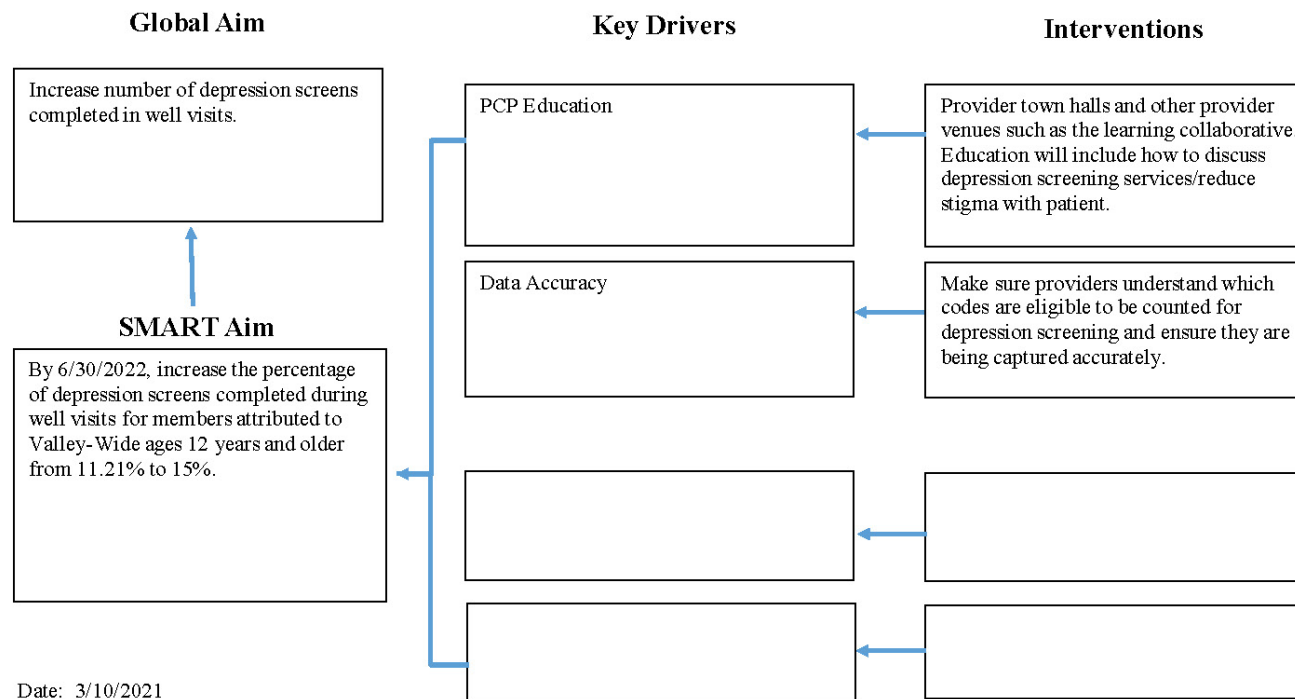 Global Aim
Increase number of depression screens
completed in well visits.
SMART Aim
By 6/30/2022, increase the percentage
of depression screens completed during
well visits for members attributed to
Valley-Wide ages 12 years and older
from 11.21% to 15%.
Date: 3/10/2021
Key Drivers
PCP Education
Data Accuracy
Interventions
Provider town halls and other provider
venues such as the learning collaborative.
Education will include how to discuss
depression screening services/reduce
stigma with patient.
Make sure providers understand which
codes are eligible to be counted for
depression screening and ensure they are
being captured accurately.